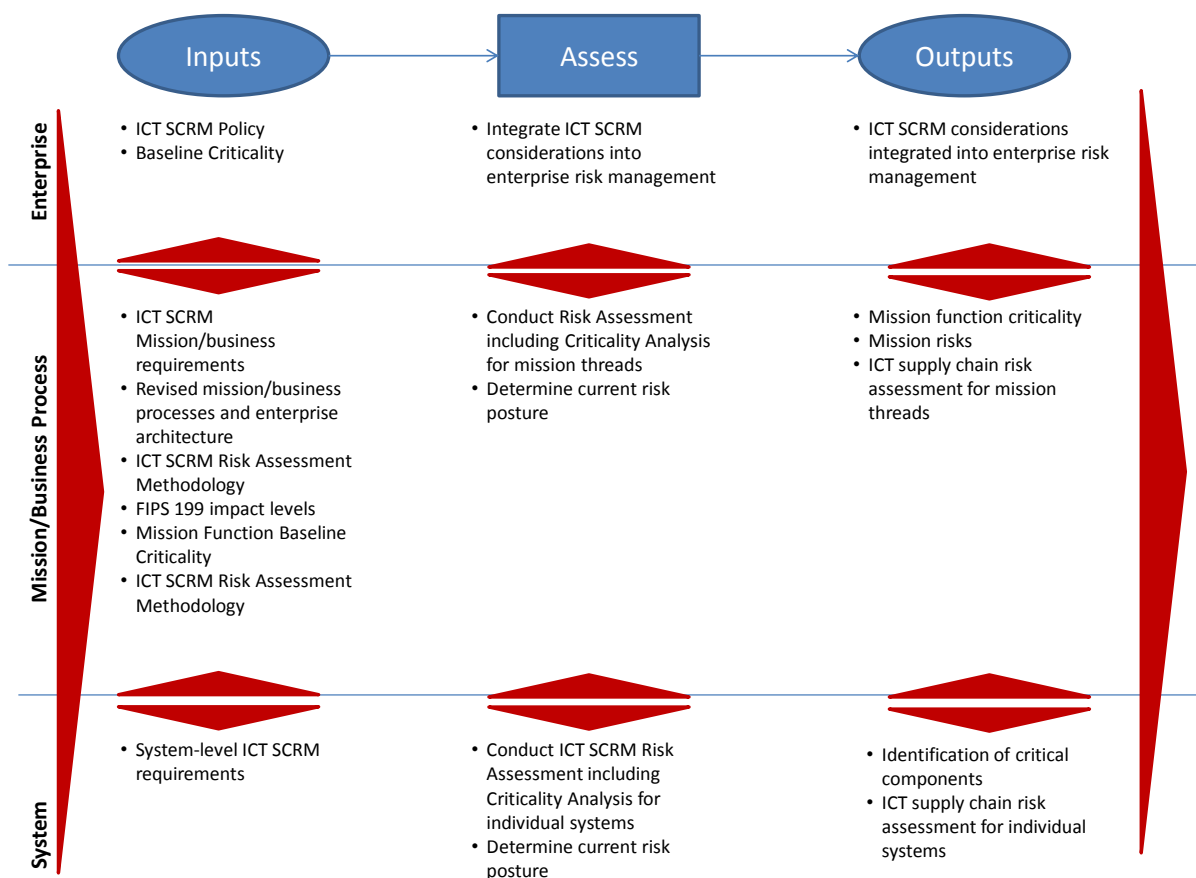 Inputs
Assess
Outputs
Enterprise
• ICT SCRM Policy
• Baseline Criticality
• Integrate ICT SCRM
considerations into
enterprise risk management
• ICT SCRM considerations
integrated into enterprise risk
management
Mission/Business Process
• ICT SCRM
Mission/business
requirements
• Revised mission/business
processes and enterprise
architecture
• ICT SCRM Risk Assessment
Methodology
• FIPS 199 impact levels
• Mission Function Baseline
Criticality
• ICT SCRM Risk Assessment
Methodology
• Conduct Risk Assessment
including Criticality Analysis
for mission threads
• Determine current risk
posture
• Mission function criticality
• Mission risks
• ICT supply chain risk
assessment for mission
threads
System
• System-level ICT SCRM
requirements
• Conduct ICT SCRM Risk
Assessment including
Criticality Analysis for
individual systems
• Determine current risk
posture
• Identification of critical
components
• ICT supply chain risk
assessment for individual
systems